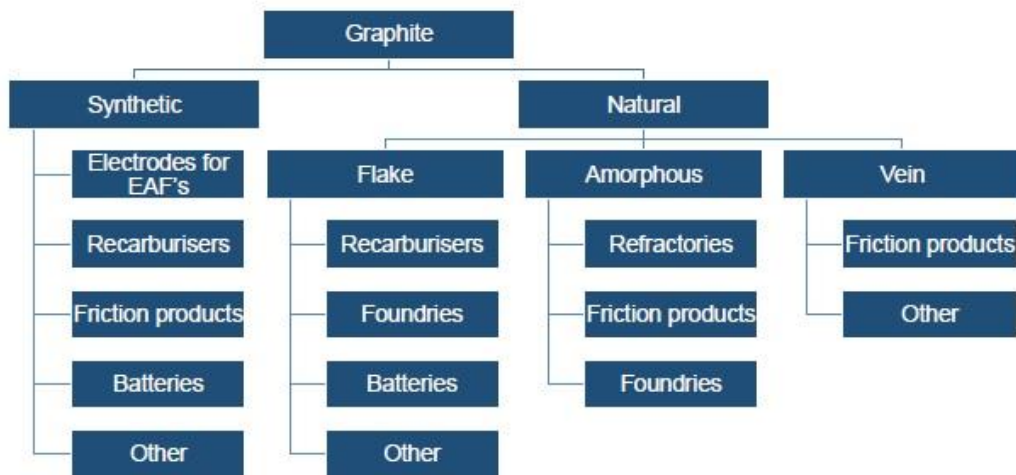 Graphite
Synthetic
Natural
Electrodes for
EAF's
Flake
Amorphous
Vein
Recarburisers
Recarburisers
Refractories
Friction products
Friction products
Foundries
Friction products
Other
Batteries
Batteries
Foundries
Other
Other